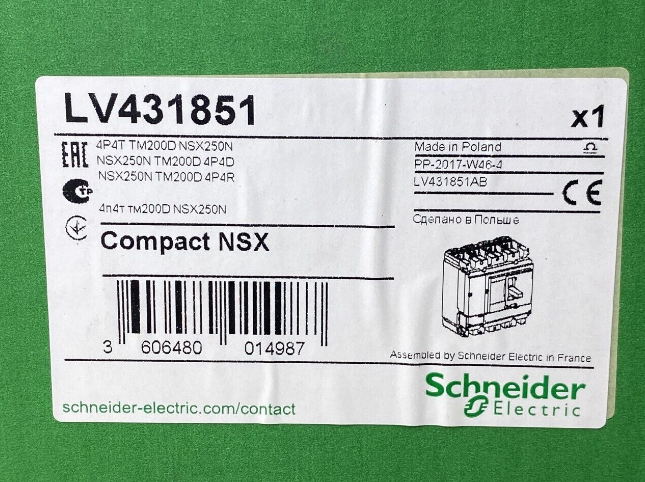 LV431851
x1
4P4T TM200D NSX250N
NSX250N TM200D 4P4D
NSX250N TM200D 4P4R
4п4т тм200D NSX250N
EAC
CTP
Made in Poland
PP-2017-W46-4
LV431851AB
CE
Сделано в Польше
Compact NSX
3 606480 014987
Assembled by Schneider Electric in France
schneider-electric.com/contact
Schneider
Electric